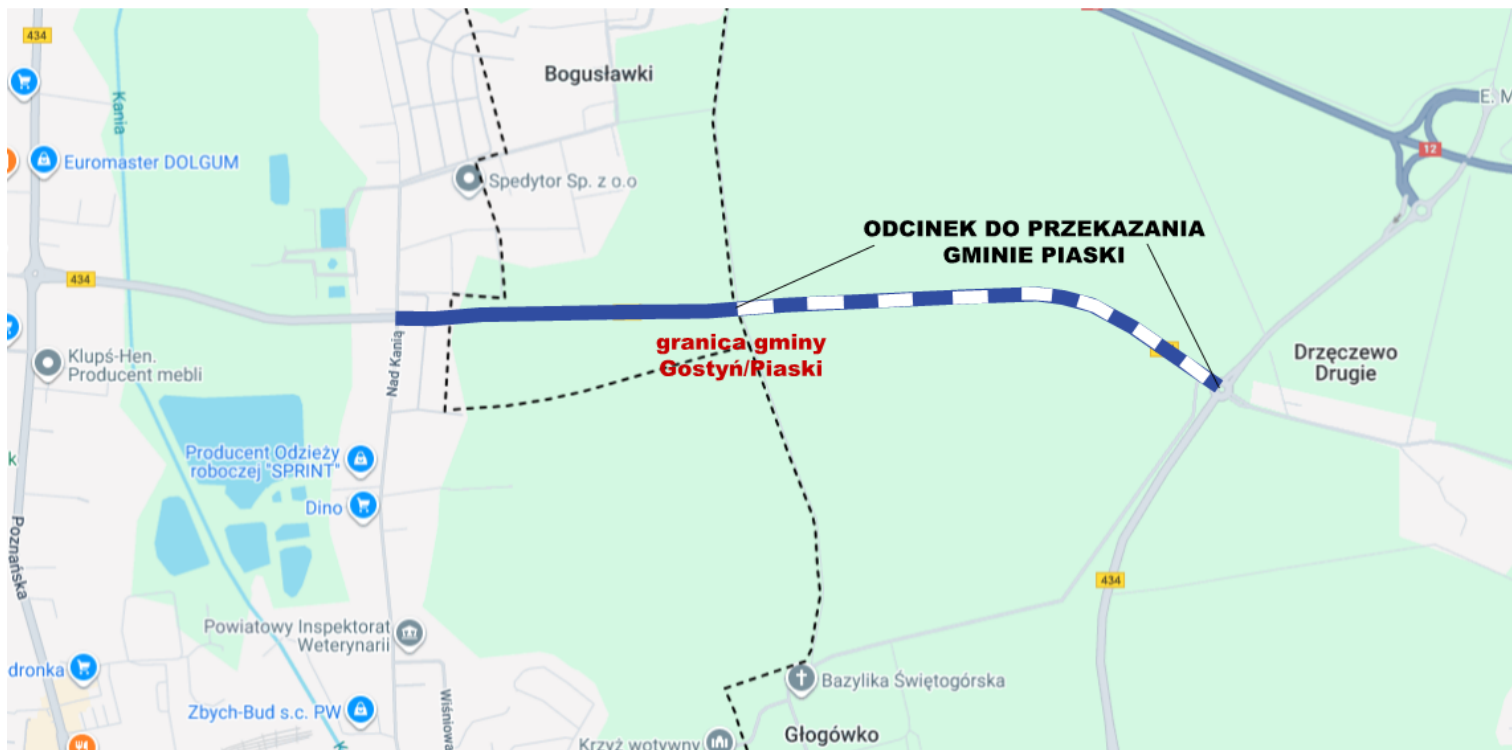 434
Bogusławki
Kania
E. M
Euromaster DOLGUM
12
Spedytor Sp. z o.o
ODCINEK DO PRZEKAZANIA
GMINIE PIASKI
434
granica gminy
Gostyń/Piaski
Nad Kanią
Klupś-Hen.
Producent mebli
Drzęczewo
Drugie
Producent Odzieży
roboczej "SPRINT"
k
Dino
Poznańska
434
Powiatowy Inspektorat
Weterynarii
dronka
Bazylika Świętogórska
Wiśniowa
Zbych-Bud s.c. PW
Głogówko
Krzyż wotywny
K